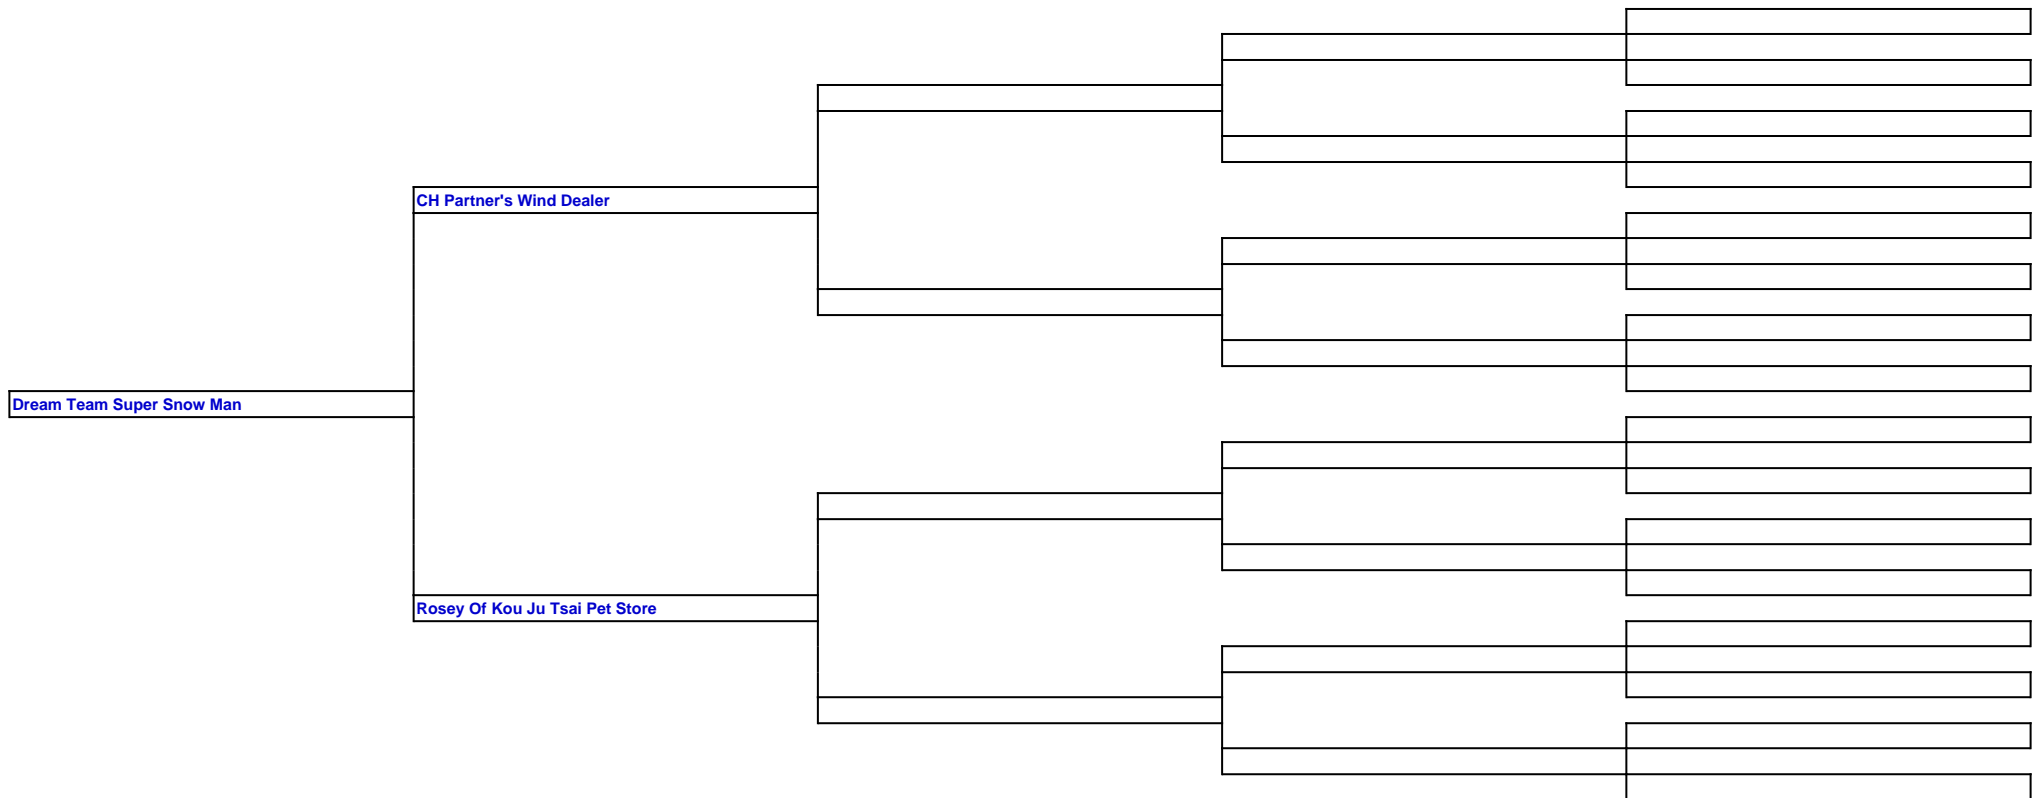 CH Partner's Wind Dealer
Dream Team Super Snow Man
Rosey Of Kou Ju Tsai Pet Store